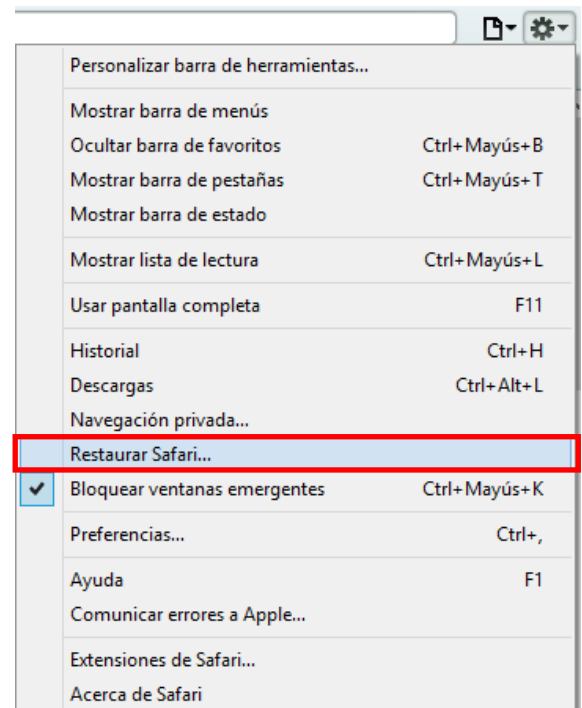 Personalizar barra de herramientas...
Mostrar barra de menús
Ocultar barra de favoritos Ctrl+Mayús+B
Mostrar barra de pestañas Ctrl+Mayús+T
Mostrar barra de estado
Mostrar lista de lectura Ctrl+Mayús+L
Usar pantalla completa F11
Historial Ctrl+H
Descargas Ctrl+Alt+L
Navegación privada...
Restaurar Safari...
Bloquear ventanas emergentes Ctrl+Mayús+K
Preferencias... Ctrl+,
Ayuda F1
Comunicar errores a Apple...
Extensiones de Safari...
Acerca de Safari